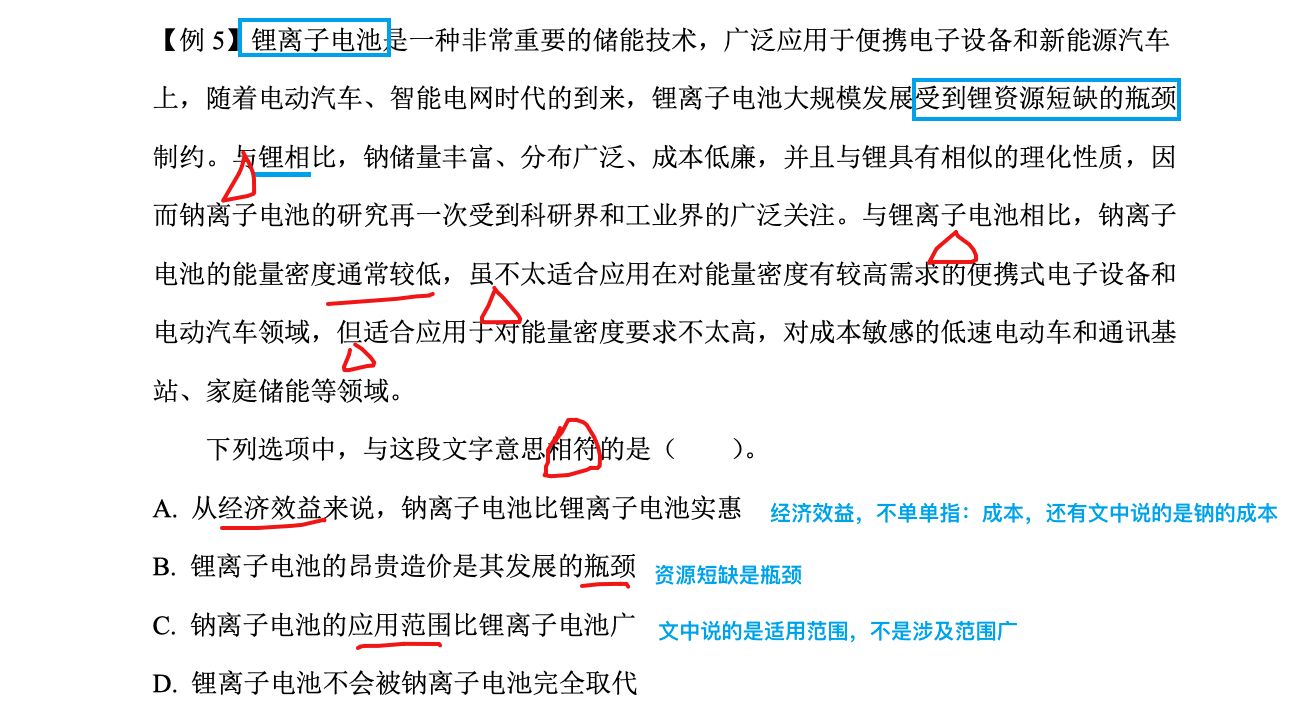 【例 5】锂离子电池是一种非常重要的储能技术，广泛应用于便携电子设备和新能源汽车
上，随着电动汽车、智能电网时代的到来，锂离子电池大规模发展受到锂资源短缺的瓶颈
制约。与锂相比，钠储量丰富、分布广泛、成本低廉，并且与锂具有相似的理化性质，因
而钠离子电池的研究再一次受到科研界和工业界的广泛关注。与锂离子电池相比，钠离子
电池的能量密度通常较低，虽不太适合应用在对能量密度有较高需求的便携式电子设备和
电动汽车领域，但适合应用于对能量密度要求不太高，对成本敏感的低速电动车和通讯基
站、家庭储能等领域。
下列选项中，与这段文字意思相符的是（　　）。
A. 从经济效益来说，钠离子电池比锂离子电池实惠 经济效益，不单单指：成本，还有文中说的是钠的成本
B. 锂离子电池的昂贵造价是其发展的瓶颈 资源短缺是瓶颈
C. 钠离子电池的应用范围比锂离子电池广 文中说的是适用范围，不是涉及范围广
D. 锂离子电池不会被钠离子电池完全取代